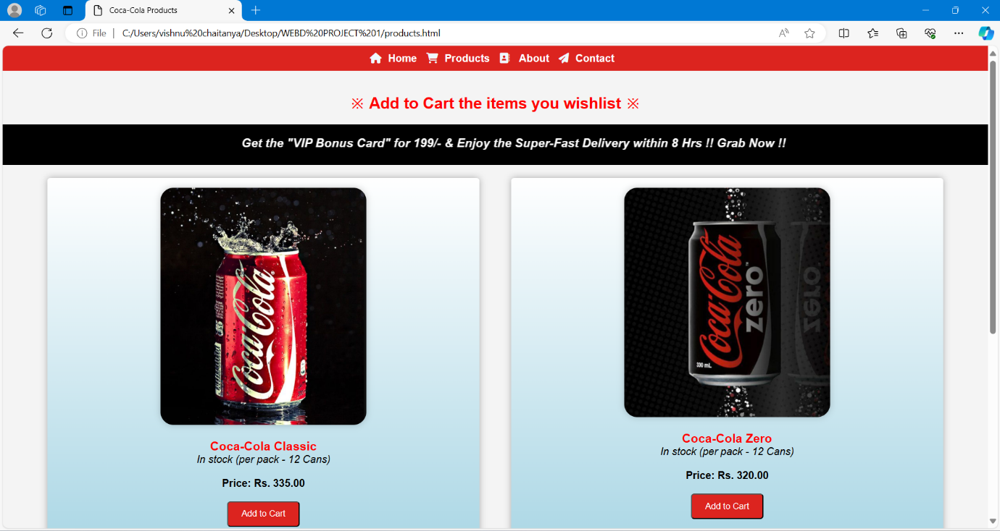 Coca-Cola Products
File | C:/Users/vishnu%20chaitanya/Desktop/WEBD%20PROJECT%201/products.html
Home Products About Contact
※ Add to Cart the items you wishlist ※
Get the "VIP Bonus Card" for 199/- & Enjoy the Super-Fast Delivery within 8 Hrs !! Grab Now !!
Coca-Cola
Coca-Cola zero
330 mL
Coca-Cola Classic
In stock (per pack - 12 Cans)
Price: Rs. 335.00
Add to Cart
Coca-Cola Zero
In stock (per pack - 12 Cans)
Price: Rs. 320.00
Add to Cart